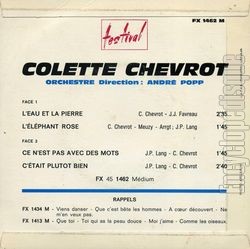 FX 1462 M
festival
COLETTE CHEVROT
ORCHESTRE Direction : ANDRÉ POPP
FACE 1
L'EAU ET LA PIERRE C. Chevrot - J.J. Favreau 2'35
L'ÉLÉPHANT ROSE C. Chevrot - Meuzy - Arrgt : J.P. Lang 1'45
FACE 2
CE N'EST PAS AVEC DES MOTS J.P. Lang - C. Chevrot
C'ÉTAIT PLUTOT BIEN J.P. Lang - C. Chevrot 2'40
FX 45 1462 Médium
RAPPELS
FX 1434 M - Viens danser - Que c'est bête les hommes - A cœur découvert - Ne m'en veux pas.
FX 1413 M - Que toi - Toi qui as la peau douce - Moi j'aime - Comme les oiseaux.